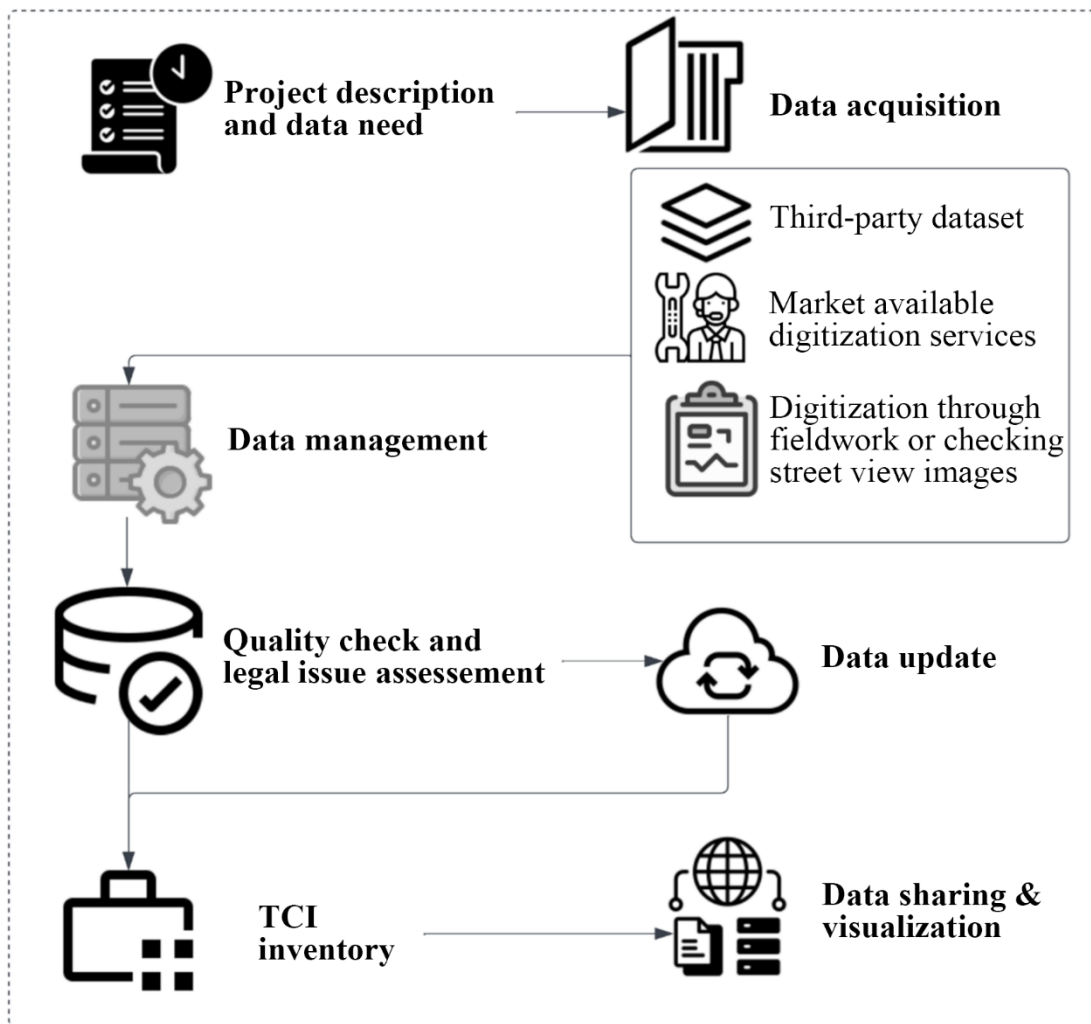 Project description
and data need
Data acquisition
Third-party dataset
Market available
digitization services
Digitization through
fieldwork or checking
street view images
Data management
Quality check and
legal issue assessement
Data update
TCI
inventory
Data sharing &
visualization